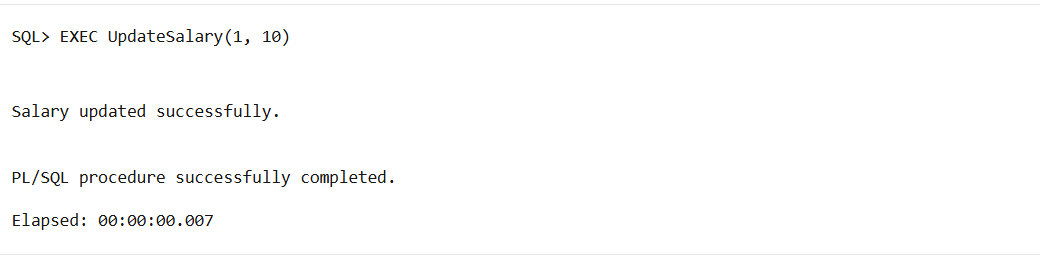 SQL> EXEC UpdateSalary(1, 10)
Salary updated successfully.
PL/SQL procedure successfully completed.
Elapsed: 00:00:00.007